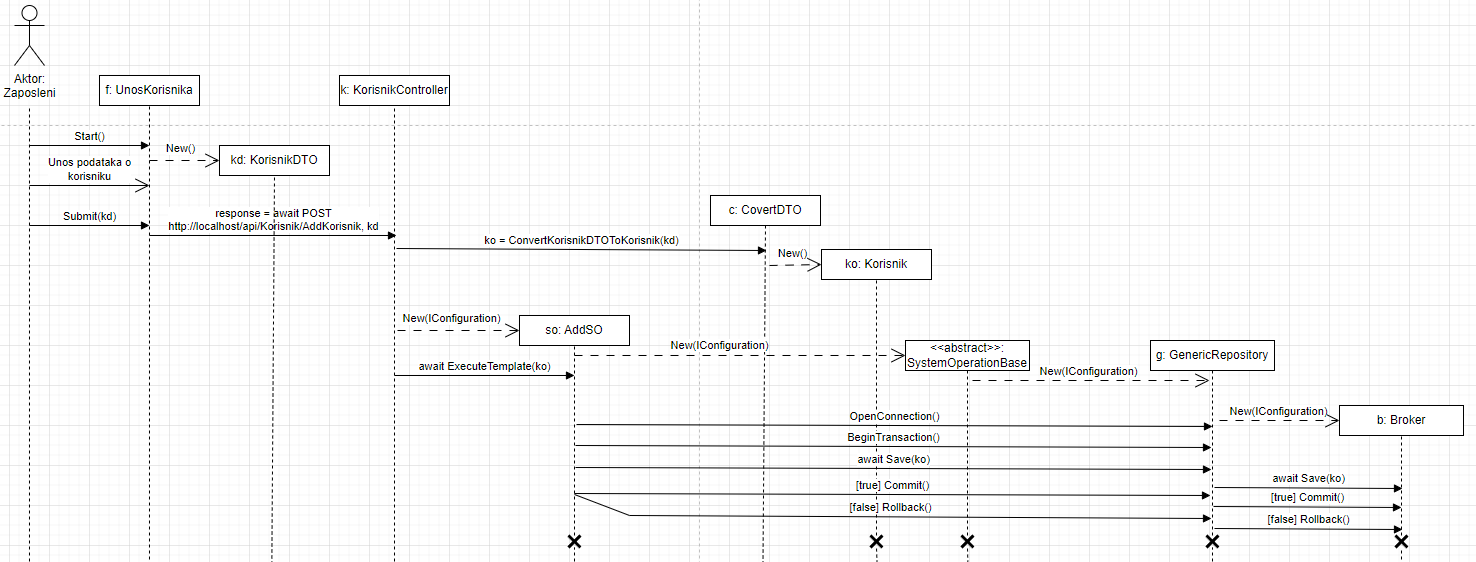 Aktor:
Zaposleni
f: UnosKorisnika
k: KorisnikController
Start()
New()
kd: KorisnikDTO
Unos podataka o
korisniku
Submit(kd)
response = await POST
http://localhost/api/Korisnik/AddKorisnik, kd
c: CovertDTO
ko = ConvertKorisnikDTOToKorisnik(kd)
New()
ko: Korisnik
New(IConfiguration)
so: AddSO
New(IConfiguration)
<<abstract>>:
SystemOperationBase
g: GenericRepository
await ExecuteTemplate(ko)
New(IConfiguration)
OpenConnection()
New(IConfiguration)
b: Broker
BeginTransaction()
await Save(ko)
await Save(ko)
[true] Commit()
[true] Commit()
[false] Rollback()
[false] Rollback()